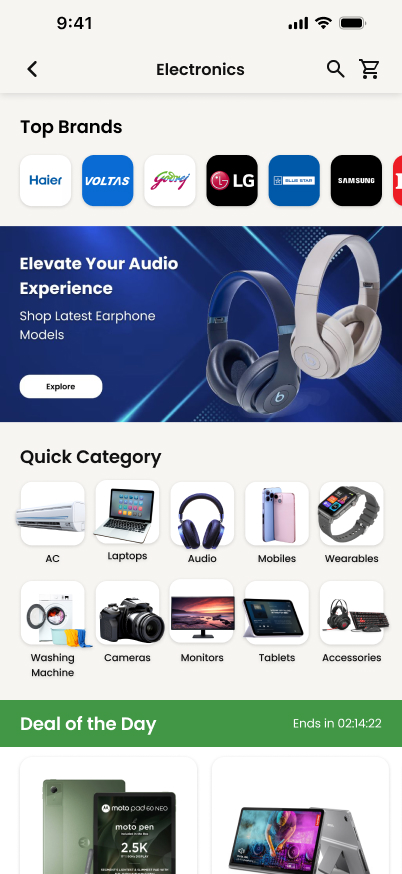 9:41
Electronics
Top Brands
Haier
VOLTAS
Godrej
LG
BLUE STAR
SAMSUNG
Elevate Your Audio
Experience
Shop Latest Earphone
Models
Explore
Quick Category
AC
Laptops
Audio
Mobiles
Wearables
Washing
Machine
Cameras
Monitors
Tablets
Accessories
Deal of the Day
Ends in 02:14:22
moto pad 60 NEO
moto pen
2.5K